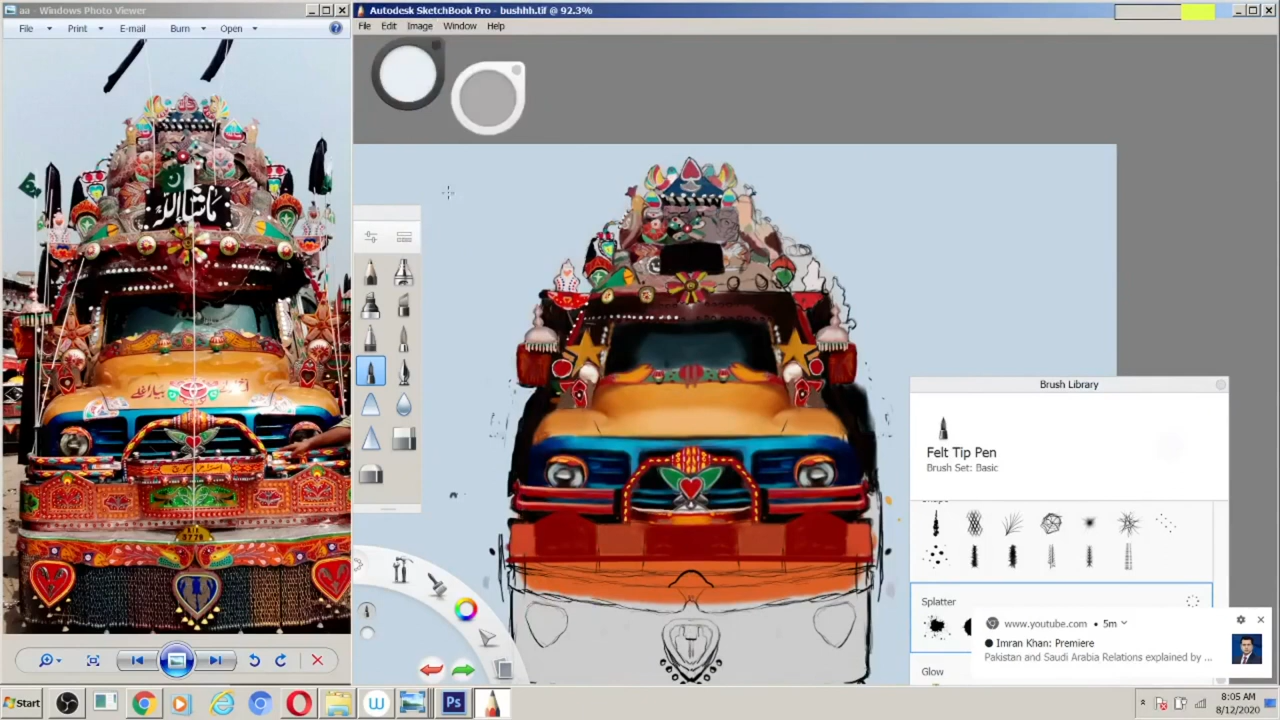 aa - Windows Photo Viewer
File Print E-mail Burn Open
ماشاءاللہ
3779
Autodesk SketchBook Pro - bushhh.tif @ 92.3%
File Edit Image Window Help
Brush Library
Felt Tip Pen
Brush Set: Basic
Splatter
Glow
www.youtube.com • 5m
Imran Khan: Premiere
Pakistan and Saudi Arabia Relations explained by ...
Start
W
Ps
8:05 AM
8/12/2020